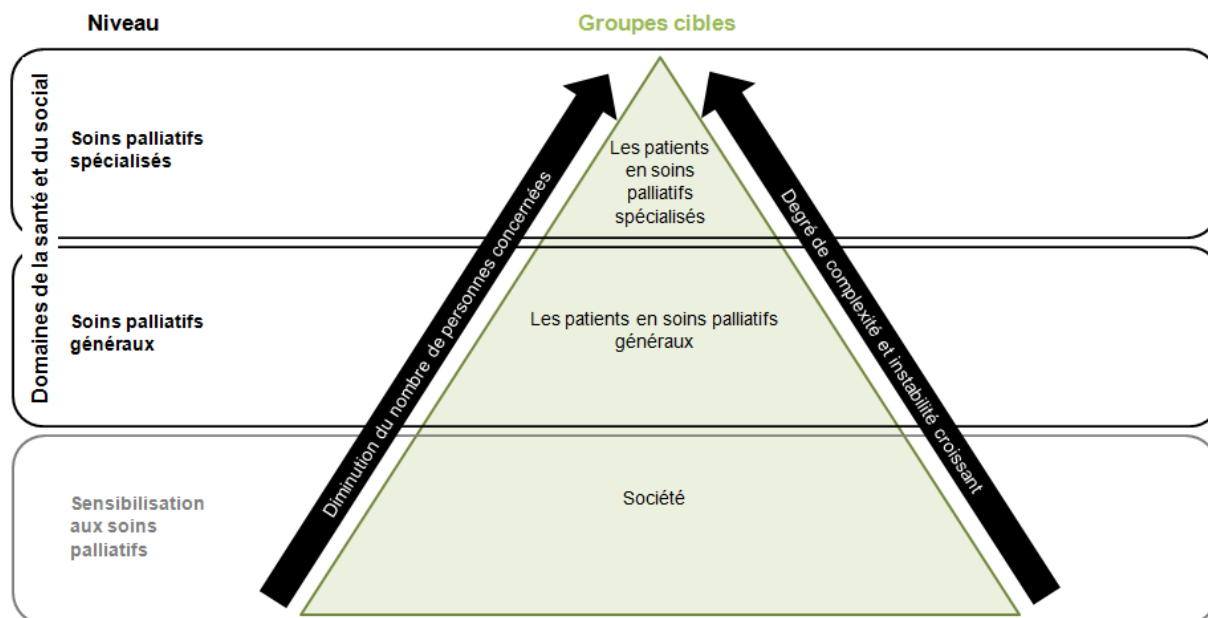 Niveau
Groupes cibles
Domaines de la santé et du social
Soins palliatifs
spécialisés
Les patients
en soins
palliatifs
spécialisés
Soins palliatifs
généraux
Les patients en soins palliatifs
généraux
Sensibilisation
aux soins
palliatifs
Société
Diminution du nombre de personnes concernées
Degré de complexité et instabilité croissant